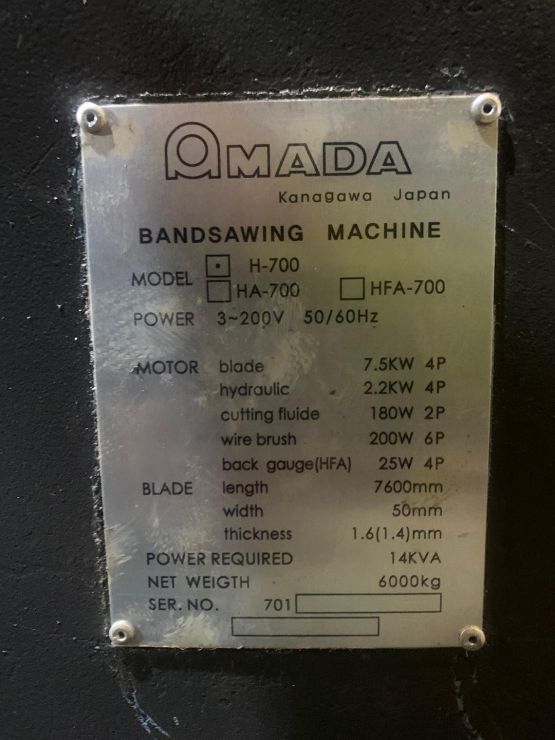 AMADA
Kanagawa Japan
BANDSAWING MACHINE
MODEL H-700
HA-700 HFA-700
POWER 3~200V 50/60Hz
MOTOR blade 7.5KW 4P
hydraulic 2.2KW 4P
cutting fluide 180W 2P
wire brush 200W 6P
back gauge(HFA) 25W 4P
BLADE length 7600mm
width 50mm
thickness 1.6(1.4)mm
POWER REQUIRED 14KVA
NET WEIGTH 6000kg
SER. NO. 701